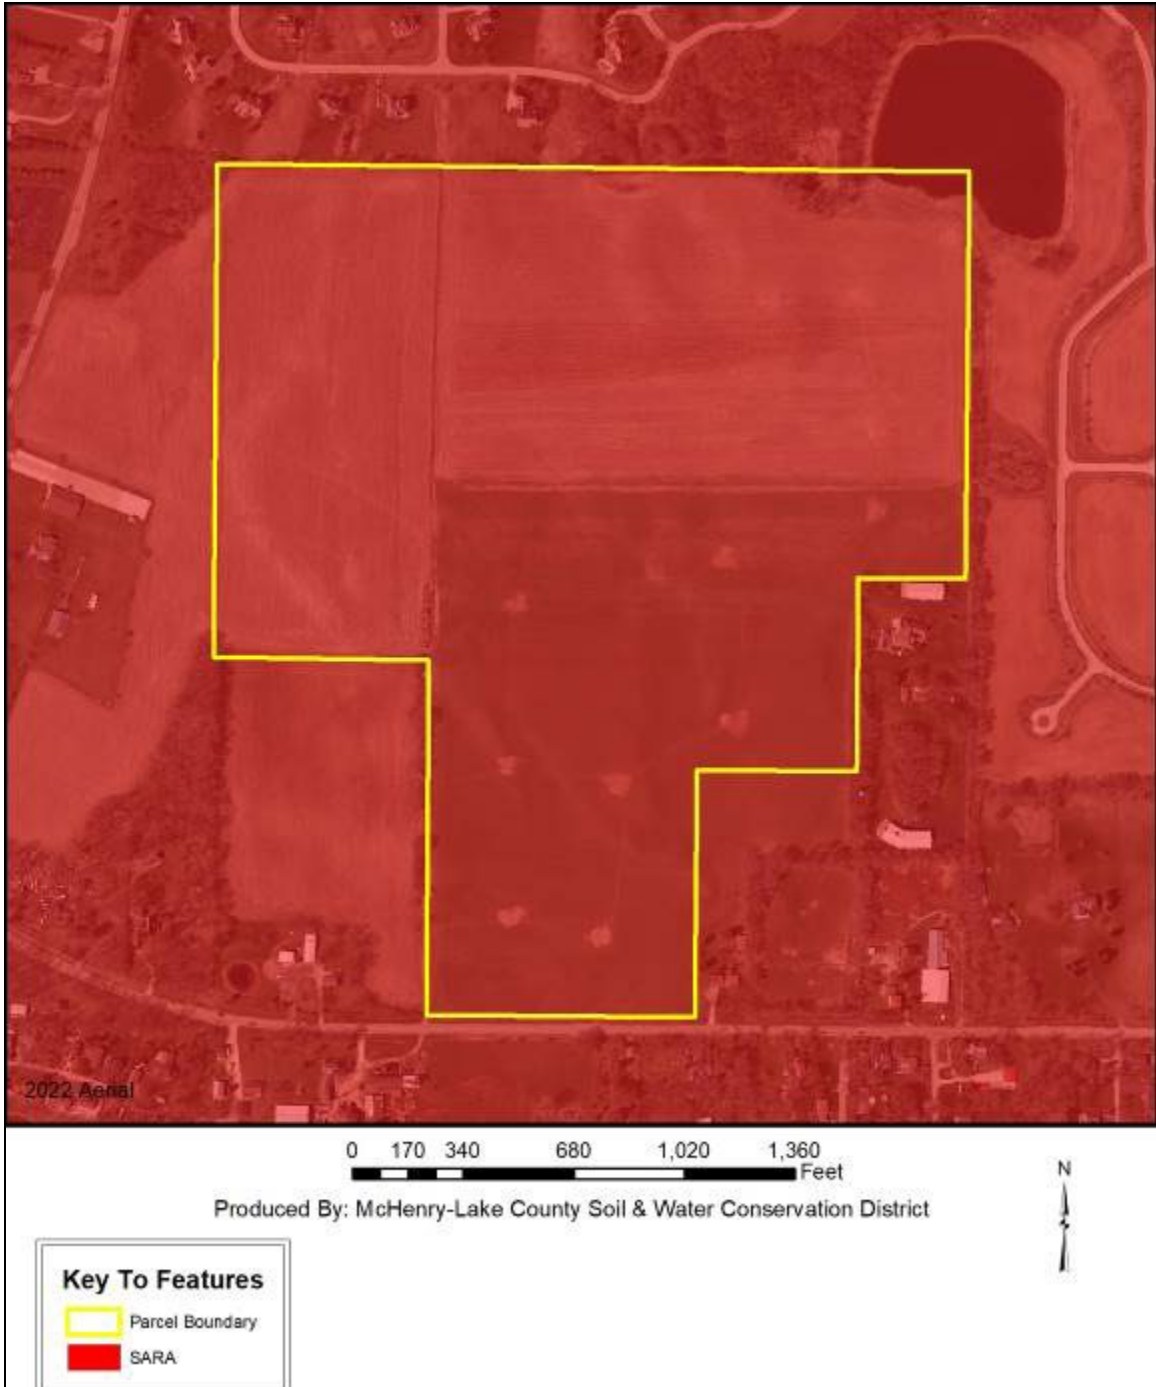 2022 Aerial
0 170 340 680 1,020 1,360
Feet
Produced By: McHenry-Lake County Soil & Water Conservation District
N
Key To Features
Parcel Boundary
SARA